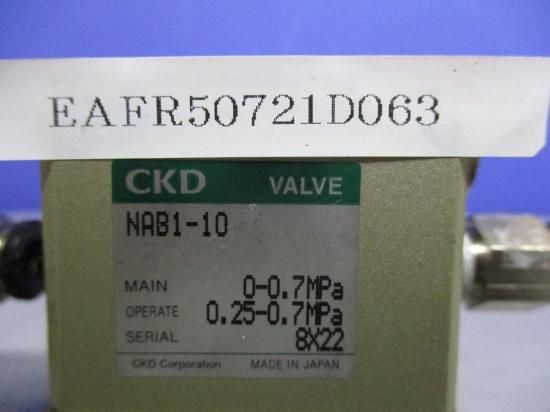 EAFR50721D063
CKD VALVE
NAB1-10
MAIN 0-0.7MPa
OPERATE 0.25-0.7MPa
SERIAL 8X22
CKD Corporation MADE IN JAPAN